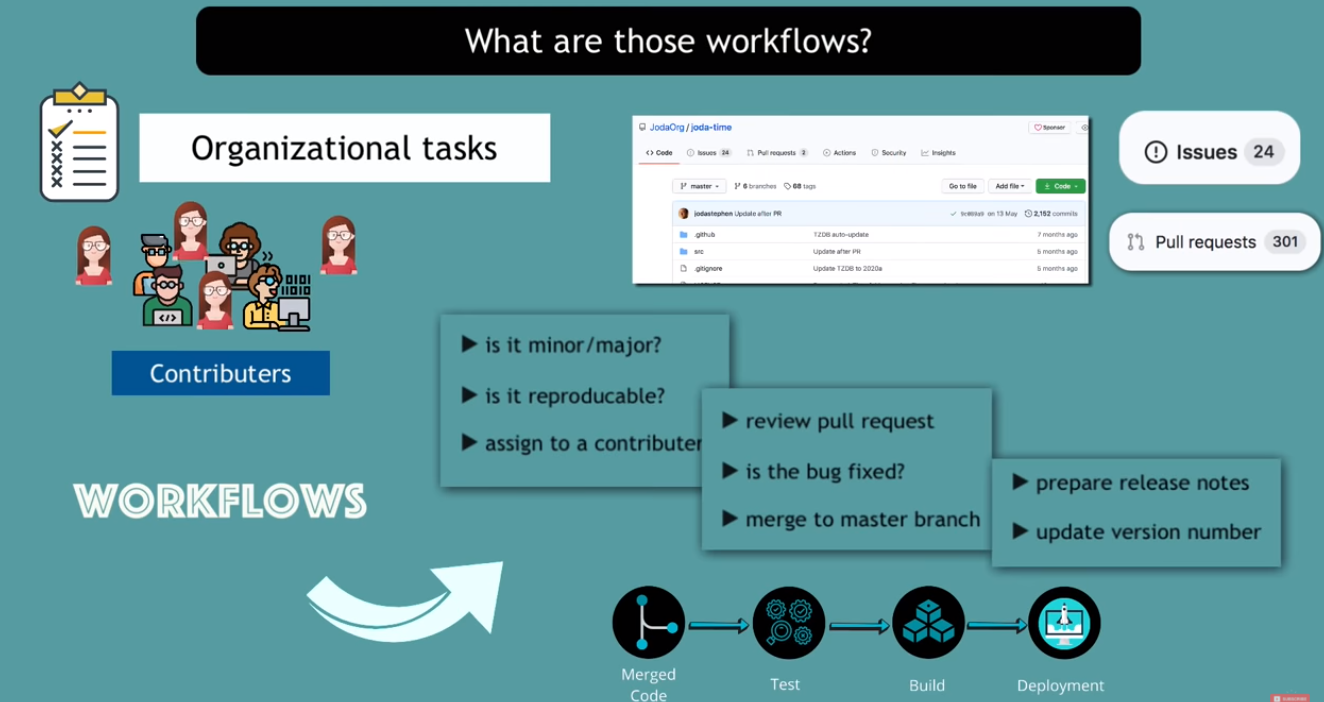 What are those workflows?
Organizational tasks
JodaOrg / joda-time
Sponsor
Code Issues 24 Pull requests 2 Actions Security Insights
master 6 branches 68 tags Go to file Add file Code
jodastephen Update after PR on 13 May 2,152 commits
.github TZDB auto-update 7 months ago
src Update after PR 5 months ago
.gitignore Update TZDB to 2020a 5 months ago
Issues 24
Pull requests 301
Contributers
is it minor/major?
is it reproducable?
assign to a contributer
review pull request
is the bug fixed?
merge to master branch
prepare release notes
update version number
WORKFLOWS
Merged
Code
Test
Build
Deployment